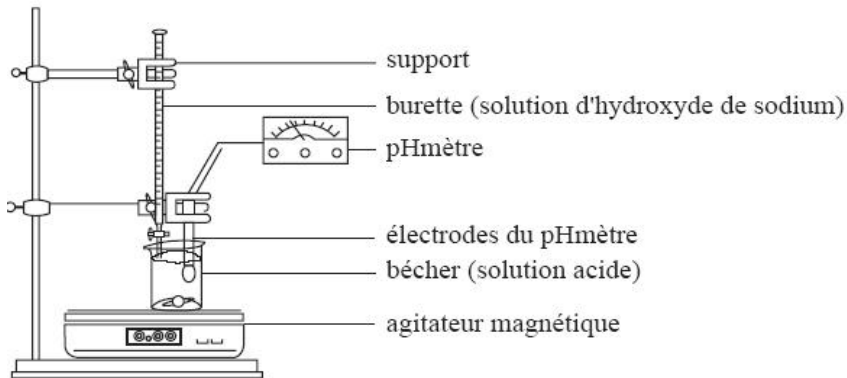 support
burette (solution d'hydroxyde de sodium)
pHmètre
électrodes du pHmètre
bécher (solution acide)
agitateur magnétique